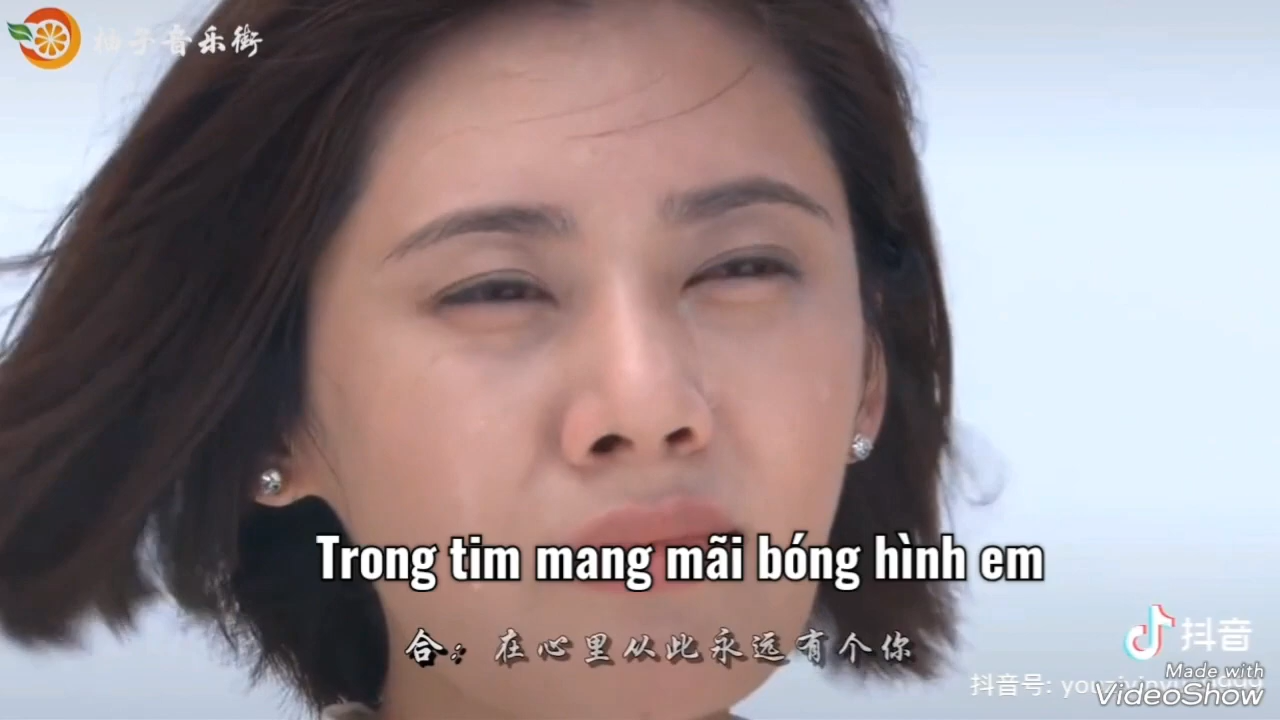 柚子音乐街
Trong tim mang mãi bóng hình em
合：在心里从此永远有个你
抖音
抖音号:
Made with
VideoShow